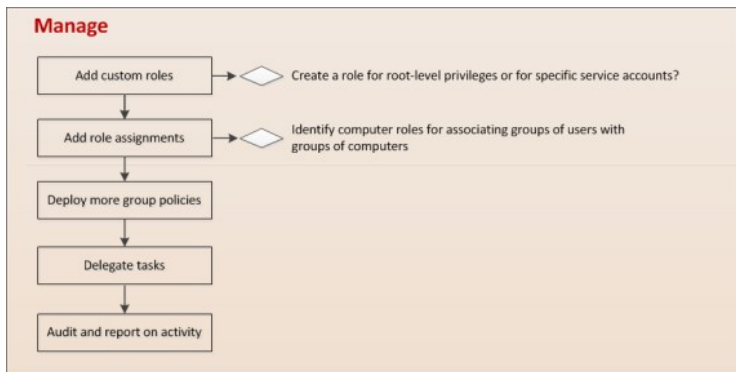 Manage
Add custom roles
Create a role for root-level privileges or for specific service accounts?
Add role assignments
Identify computer roles for associating groups of users with
groups of computers
Deploy more group policies
Delegate tasks
Audit and report on activity